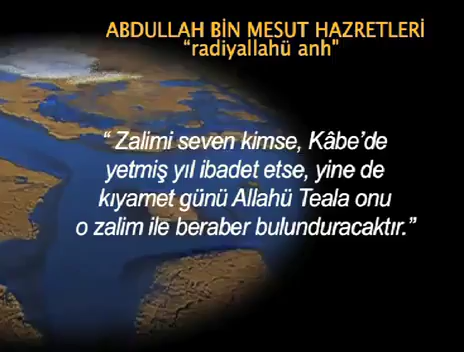 ABDULLAH BİN MESUT HAZRETLERİ
“radiyallahü anh"
“ Zalimi seven kimse, Kâbe’de
yetmiş yıl ibadet etse, yine de
kıyamet günü Allahü Teala onu
o zalim ile beraber bulunduracaktır.”